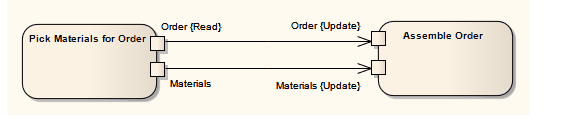 Order {Read}
Order {Update}
Pick Materials for Order
Assemble Order
Materials
Materials {Update}